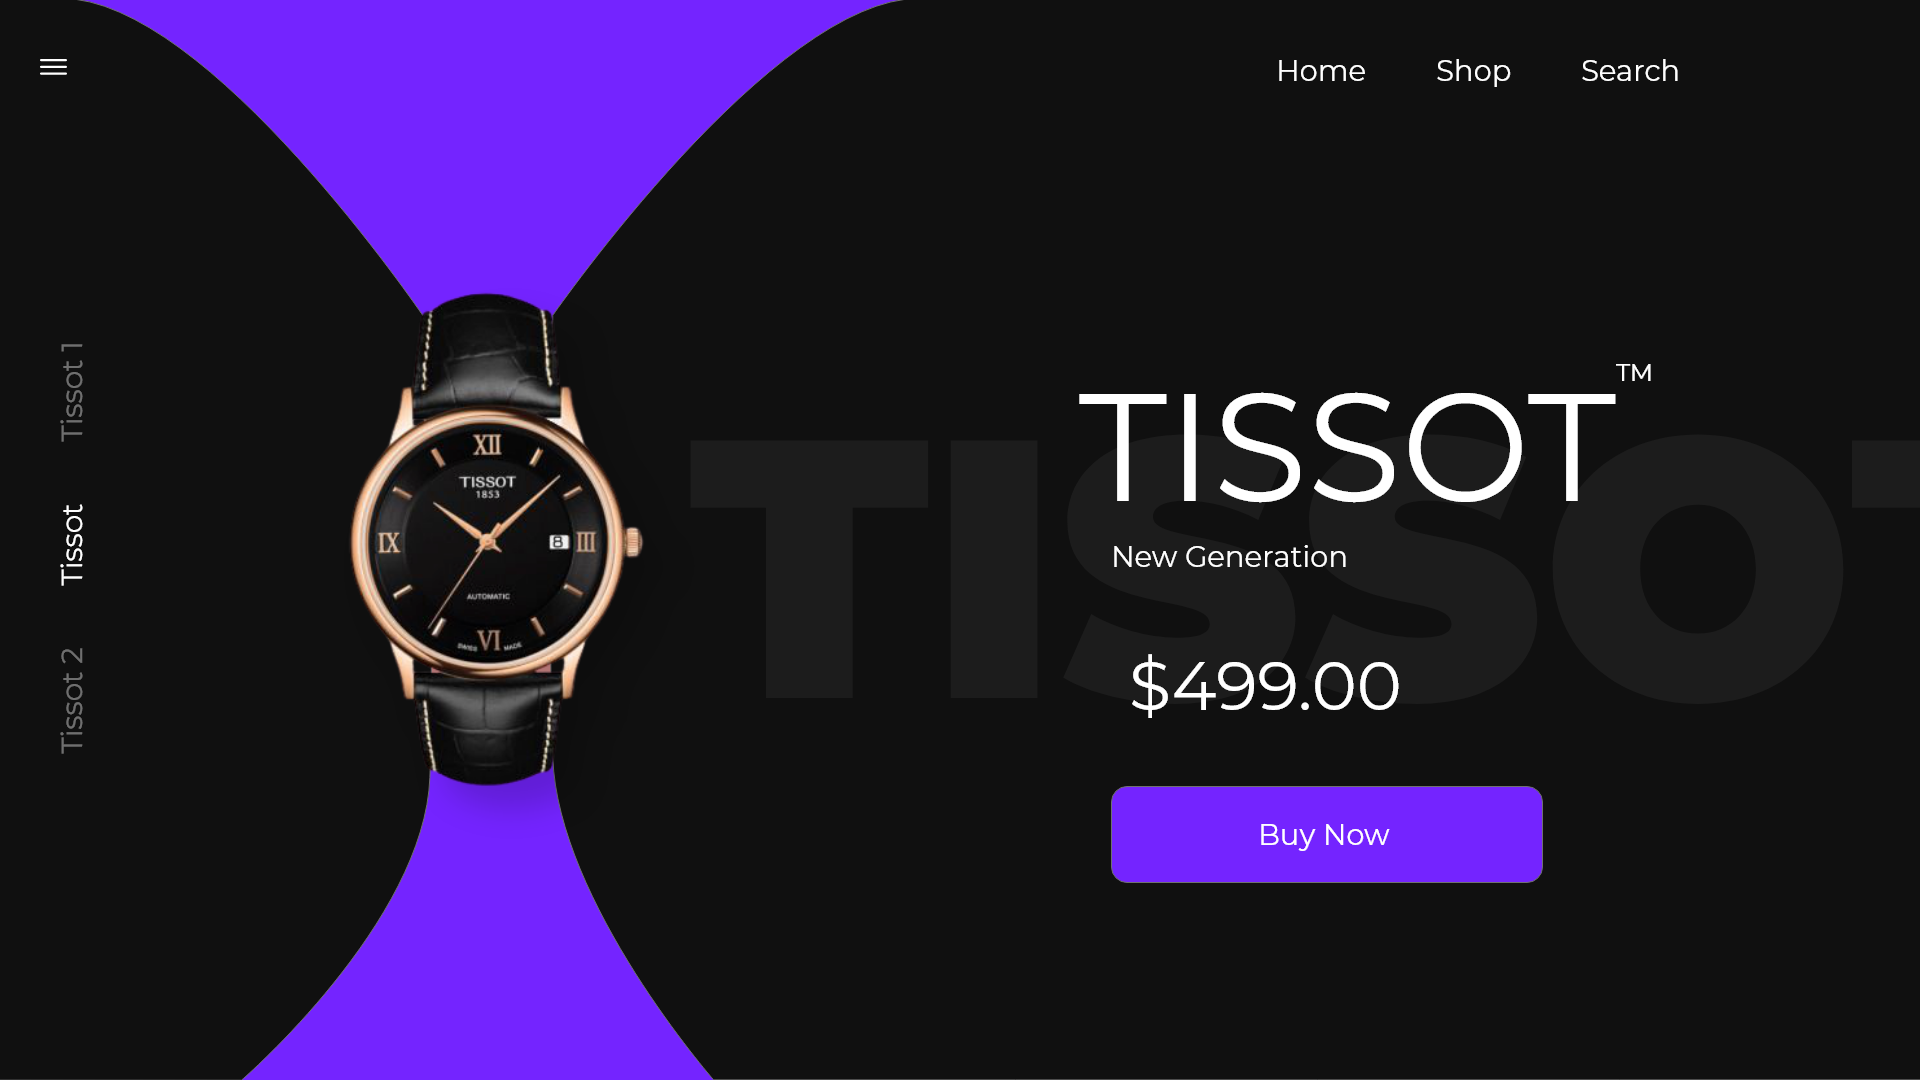 Home Shop Search
Tissot 1
Tissot
Tissot 2
XII
TISSOT
1853
IX
8
III
AUTOMATIC
VI
SWISS MADE
TISSOT
TISSOT™
New Generation
$499.00
Buy Now